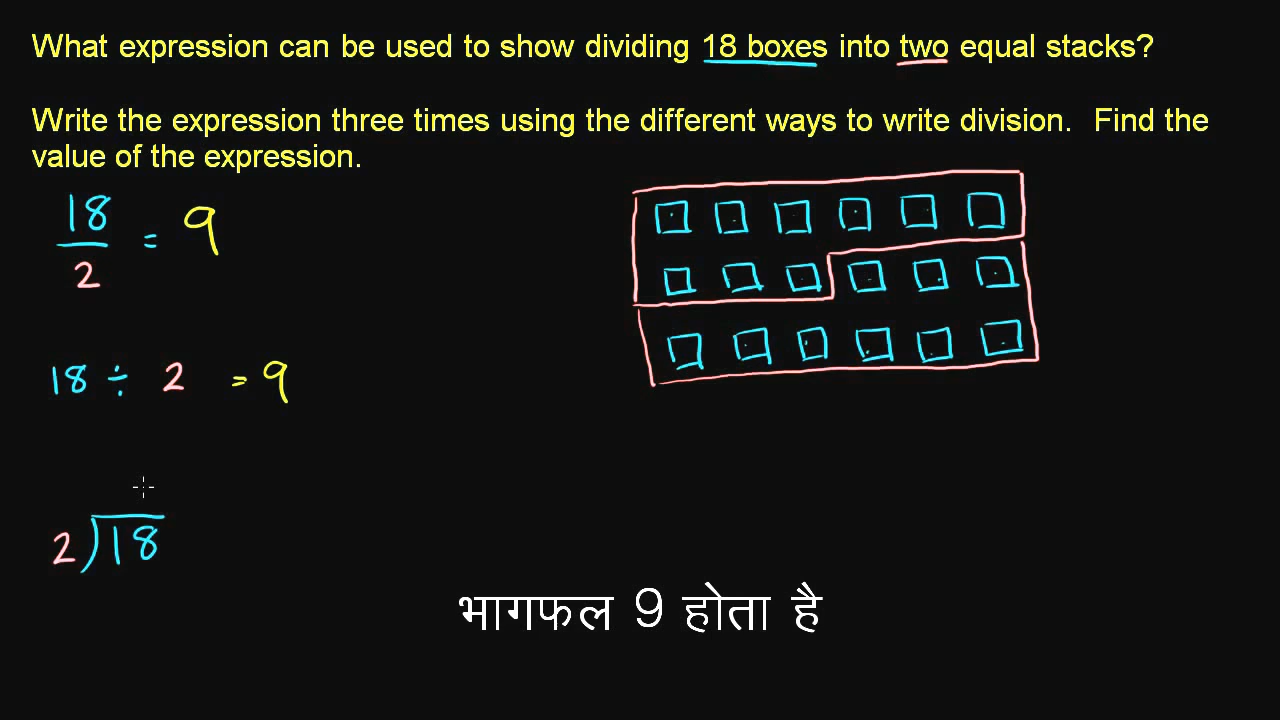 What expression can be used to show dividing 18 boxes into two equal stacks?
Write the expression three times using the different ways to write division. Find the
value of the expression.
18
2
= 9
18 ÷ 2 = 9
2)18
भागफल 9 होता है